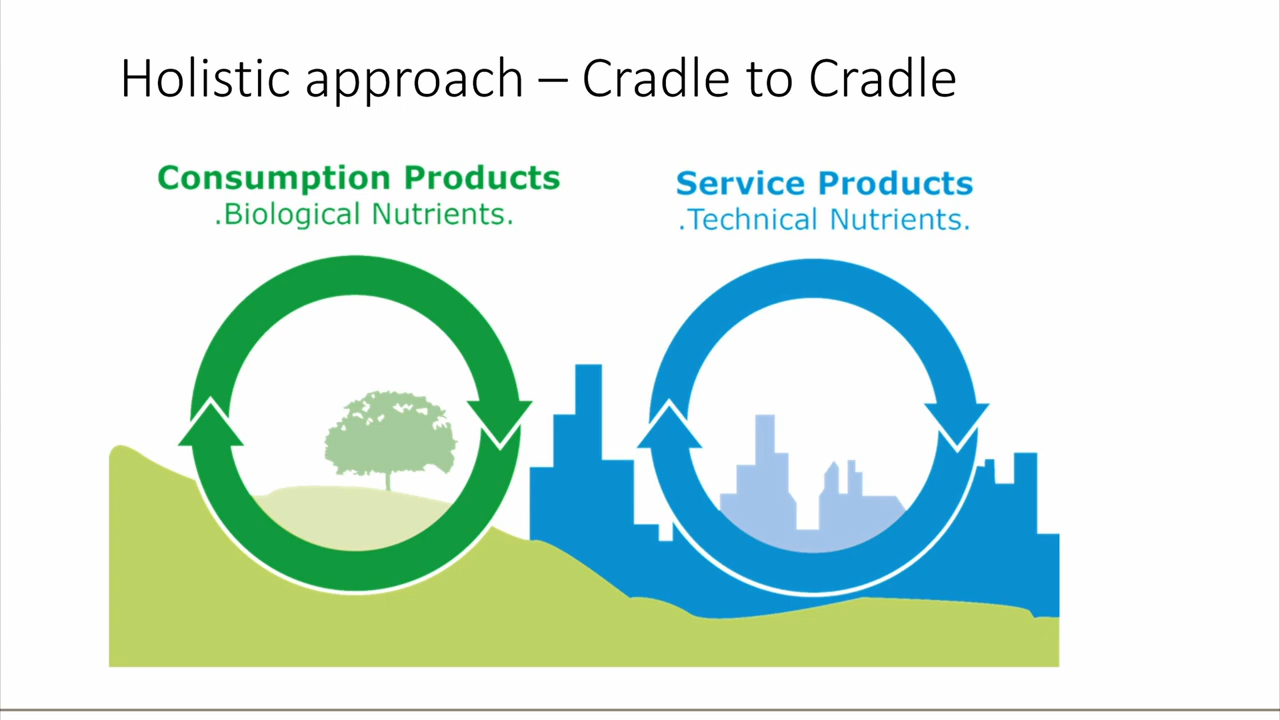 Holistic approach – Cradle to Cradle
Consumption Products
.Biological Nutrients.
Service Products
.Technical Nutrients.